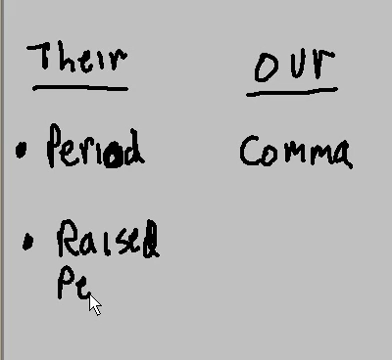 Their
Our
• Period
Comma
• Raised
Pe